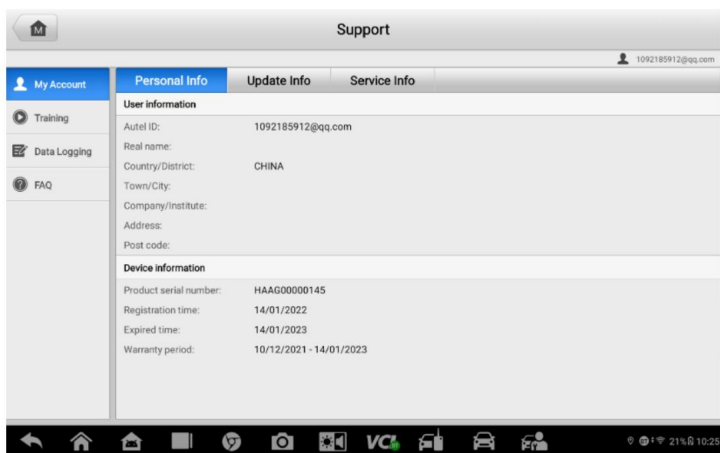 M
Support
1092185912@qq.com
My Account
Training
Data Logging
FAQ
Personal Info Update Info Service Info
User information
Autel ID: 1092185912@qq.com
Real name:
Country/District: CHINA
Town/City:
Company/Institute:
Address:
Post code:
Device information
Product serial number: HAAG00000145
Registration time: 14/01/2022
Expired time: 14/01/2023
Warranty period: 10/12/2021 - 14/01/2023
VCI
21% 10:25